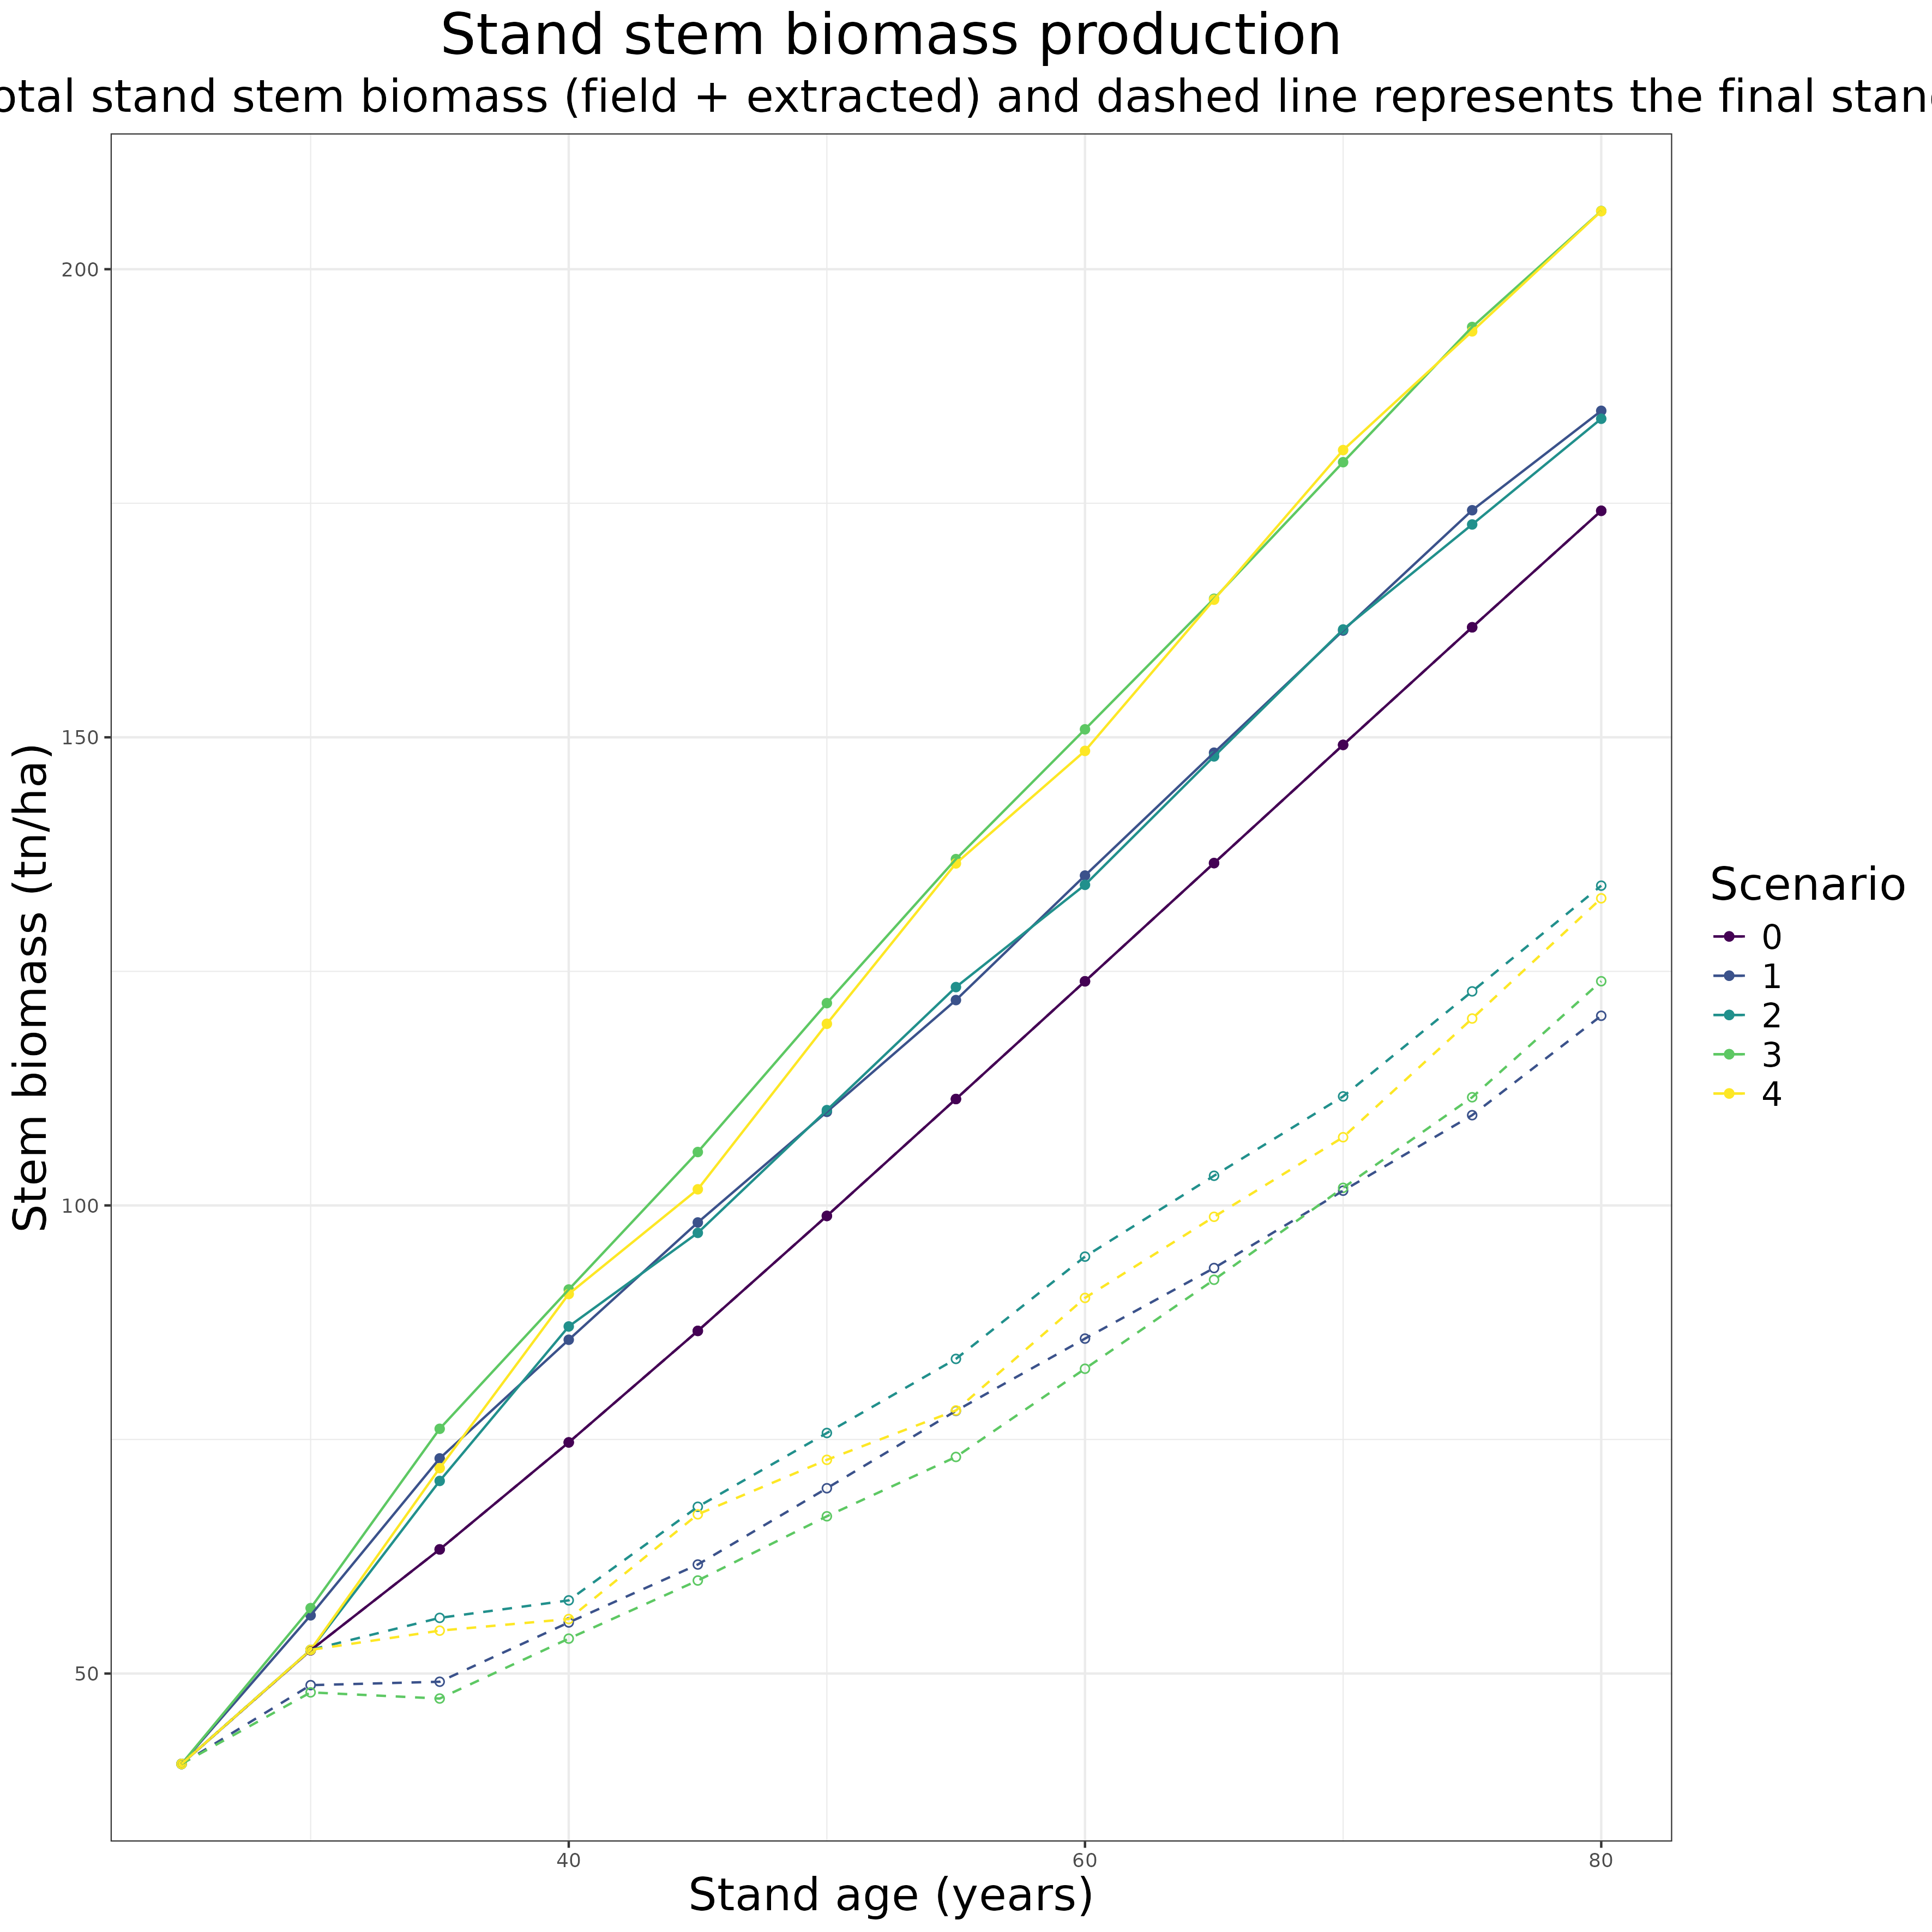 Stand stem biomass production
total stand stem biomass (field + extracted) and dashed line represents the final stand
200
150
100
50
Stem biomass (tn/ha)
40 60 80
Stand age (years)
Scenario
0
1
2
3
4